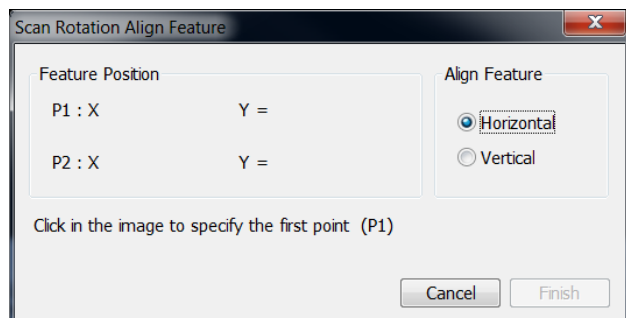 Scan Rotation Align Feature
Feature Position
P1 : X Y =
P2 : X Y =
Align Feature
Horizontal
Vertical
Click in the image to specify the first point (P1)
Cancel Finish